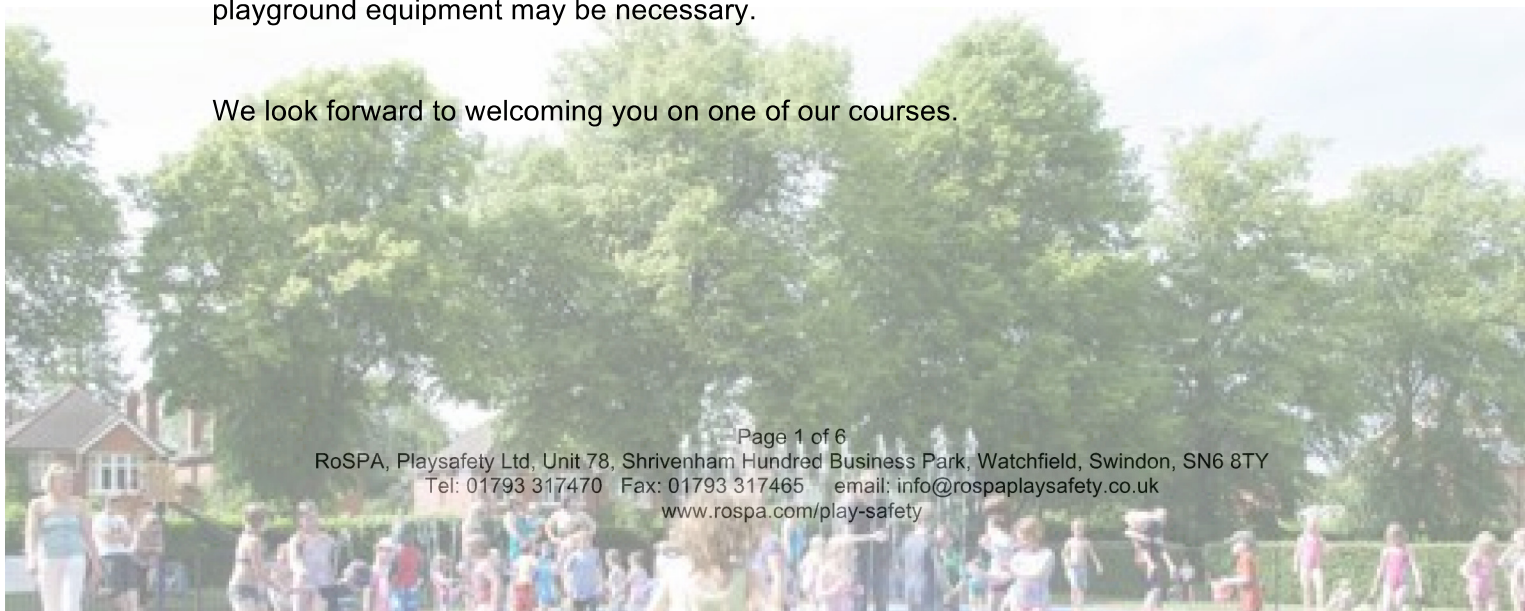 playground equipment may be necessary.
We look forward to welcoming you on one of our courses.
Page 1 of 6
RoSPA, Playsafety Ltd, Unit 78, Shrivenham Hundred Business Park, Watchfield, Swindon, SN6 8TY
Tel: 01793 317470   Fax: 01793 317465     email: info@rospaplaysafety.co.uk
www.rospa.com/play-safety